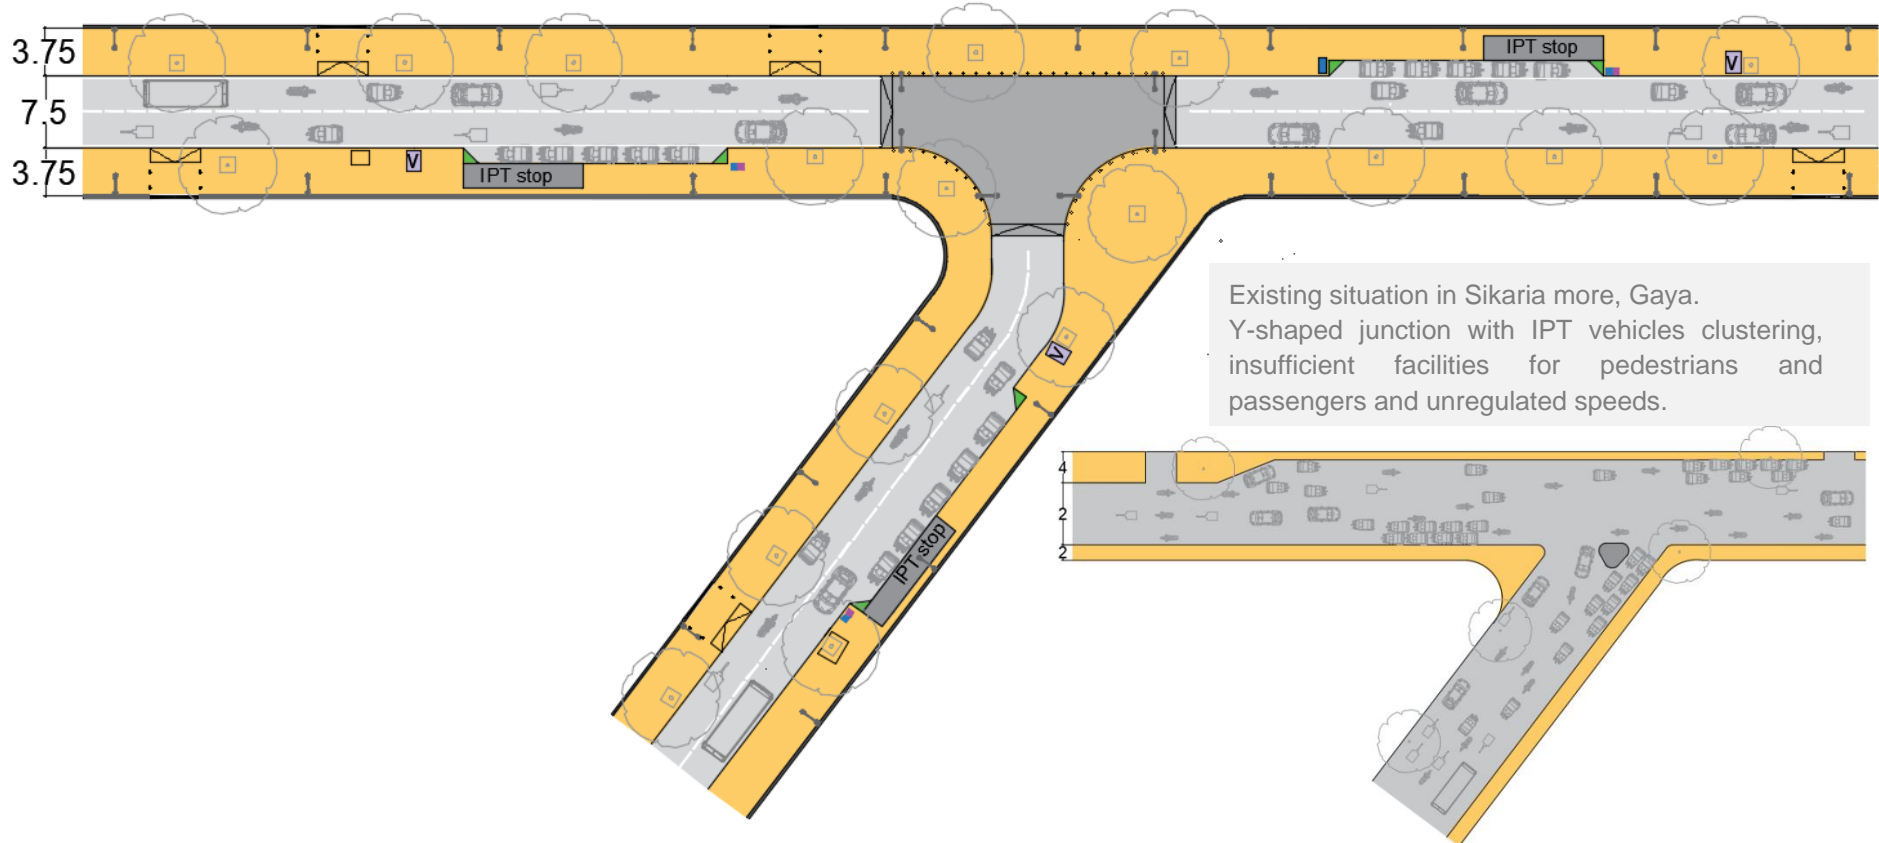 3.75
IPT stop
V
7.5
3.75
V
IPT stop
Existing situation in Sikaria more, Gaya.
Y-shaped junction with IPT vehicles clustering,
insufficient facilities for pedestrians and
passengers and unregulated speeds.
V
4
2
2
IPT stop